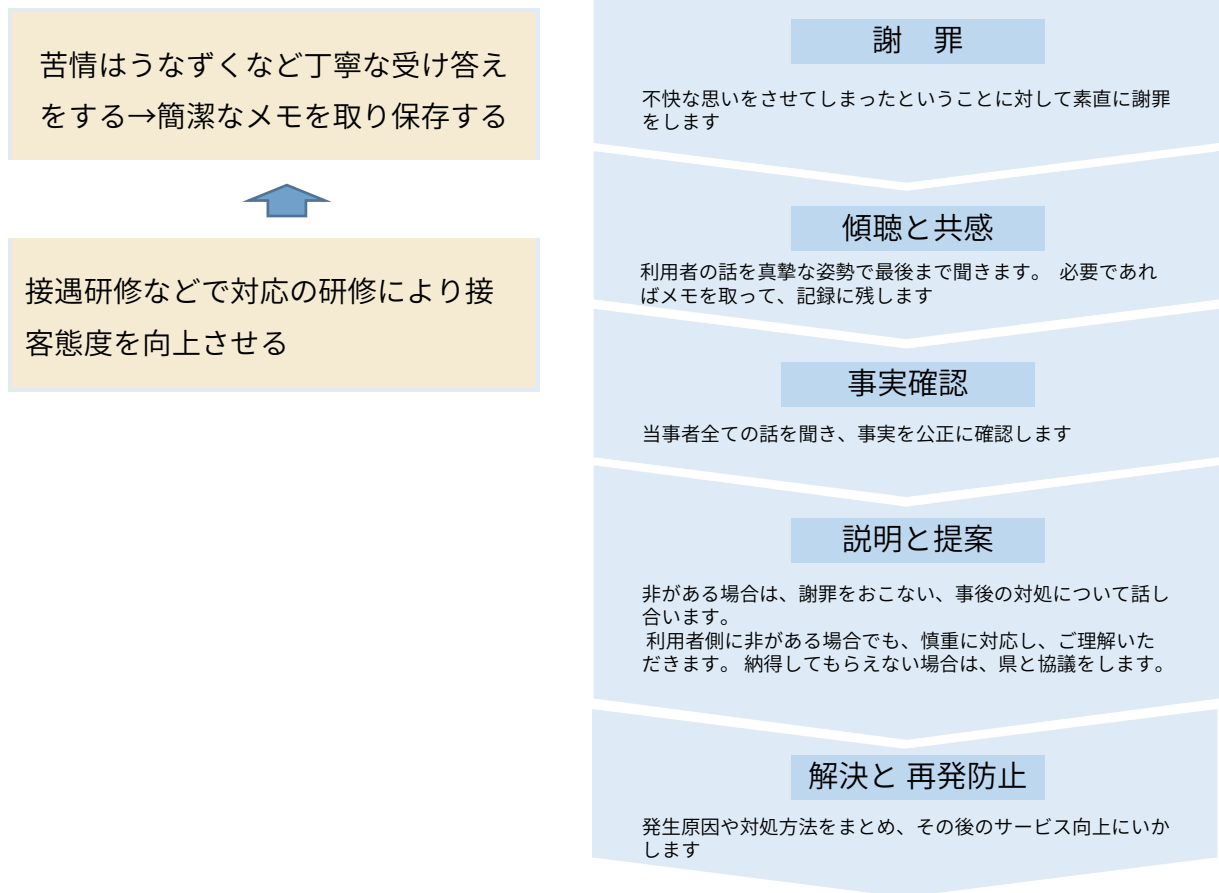 苦情はうなずくなど丁寧な受け答え
をする→簡潔なメモを取り保存する
接遇研修などで対応の研修により接
客態度を向上させる
謝　罪
不快な思いをさせてしまったということに対して素直に謝罪
をします
傾聴と共感
利用者の話を真摯な姿勢で最後まで聞きます。 必要であれ
ばメモを取って、記録に残します
事実確認
当事者全ての話を聞き、事実を公正に確認します
説明と提案
非がある場合は、謝罪をおこない、事後の対処について話し
合います。
利用者側に非がある場合でも、慎重に対応し、ご理解いた
だきます。 納得してもらえない場合は、県と協議をします。
解決と 再発防止
発生原因や対処方法をまとめ、その後のサービス向上にいか
します